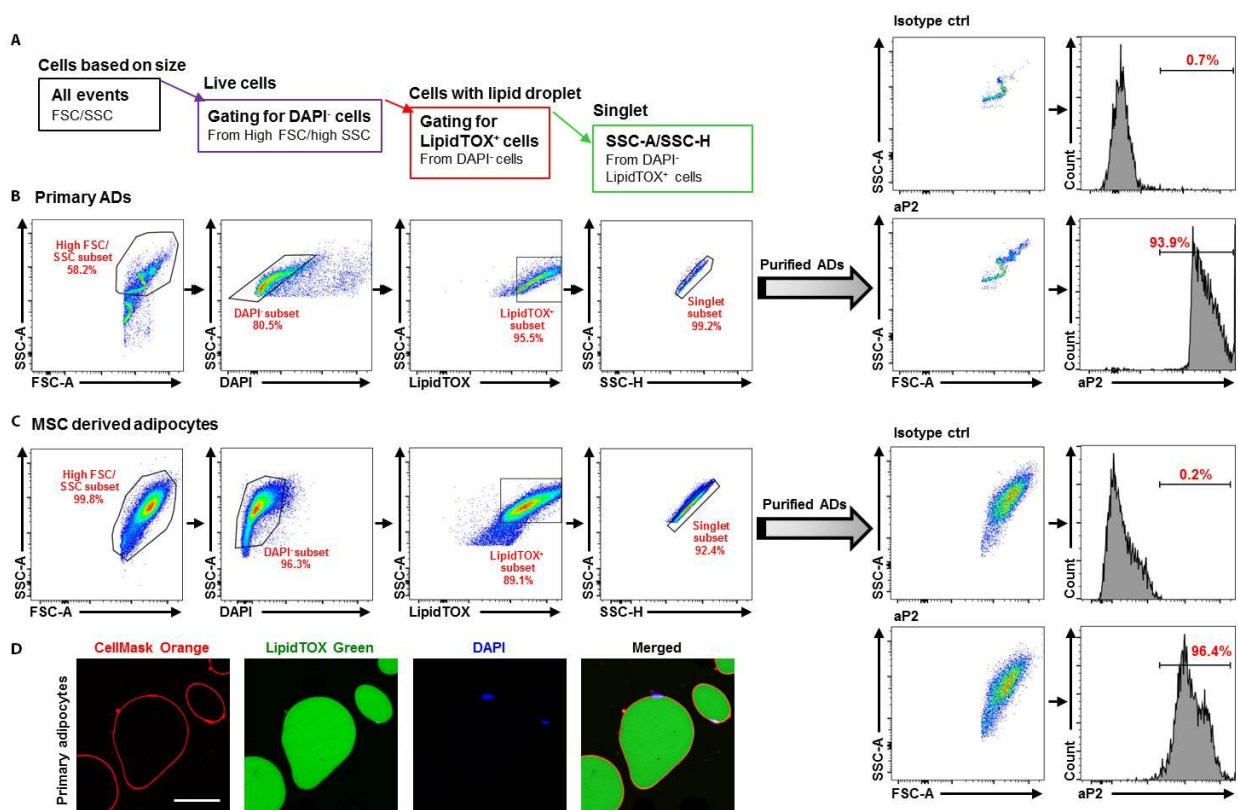 A
Cells based on size
All events
FSC/SSC
Live cells
Gating for DAPI⁻ cells
From High FSC/high SSC
Cells with lipid droplet
Gating for
LipidTOX⁺ cells
From DAPI⁻ cells
Singlet
SSC-A/SSC-H
From DAPI⁻
LipidTOX⁺ cells
Isotype ctrl
SSC-A
Count
0.7%
B
Primary ADs
High FSC/
SSC subset
58.2%
SSC-A
FSC-A
DAPI⁻ subset
80.5%
SSC-A
DAPI
LipidTOX⁺
subset
95.5%
SSC-A
LipidTOX
Singlet
subset
99.2%
SSC-A
SSC-H
Purified ADs
aP2
SSC-A
FSC-A
93.9%
Count
aP2
C
MSC derived adipocytes
High FSC/
SSC subset
99.8%
SSC-A
FSC-A
DAPI⁻ subset
96.3%
SSC-A
DAPI
LipidTOX⁺
subset
89.1%
SSC-A
LipidTOX
Singlet
subset
92.4%
SSC-A
SSC-H
Purified ADs
Isotype ctrl
SSC-A
0.2%
Count
aP2
SSC-A
FSC-A
96.4%
Count
aP2
D
CellMask Orange
LipidTOX Green
DAPI
Merged
Primary adipocytes